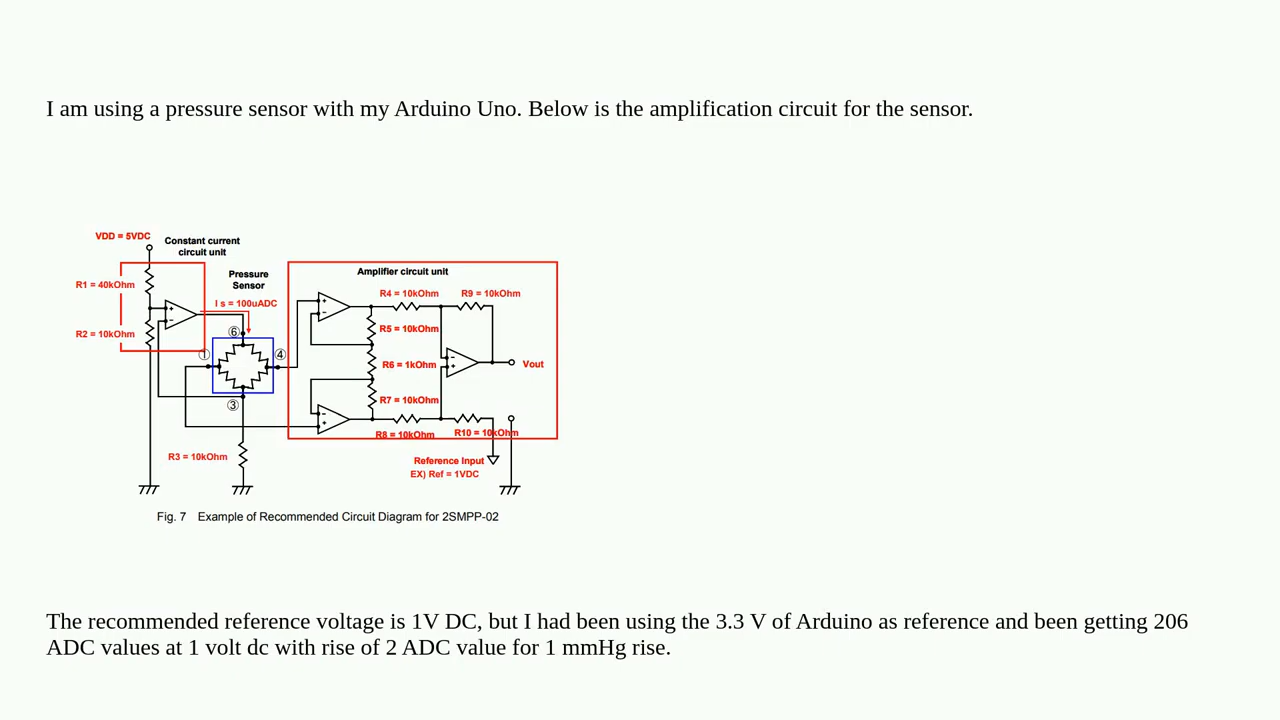 I am using a pressure sensor with my Arduino Uno. Below is the amplification circuit for the sensor.
VDD = 5VDC
Constant current
circuit unit
R1 = 40kOhm
R2 = 10kOhm
Pressure
Sensor
I s = 100uADC
⑥
①
④
③
R3 = 10kOhm
Amplifier circuit unit
R4 = 10kOhm
R9 = 10kOhm
R5 = 10kOhm
R6 = 1kOhm
Vout
R7 = 10kOhm
R8 = 10kOhm
R10 = 10kOhm
Reference Input
EX) Ref = 1VDC
Fig. 7 Example of Recommended Circuit Diagram for 2SMPP-02
The recommended reference voltage is 1V DC, but I had been using the 3.3 V of Arduino as reference and been getting 206
ADC values at 1 volt dc with rise of 2 ADC value for 1 mmHg rise.